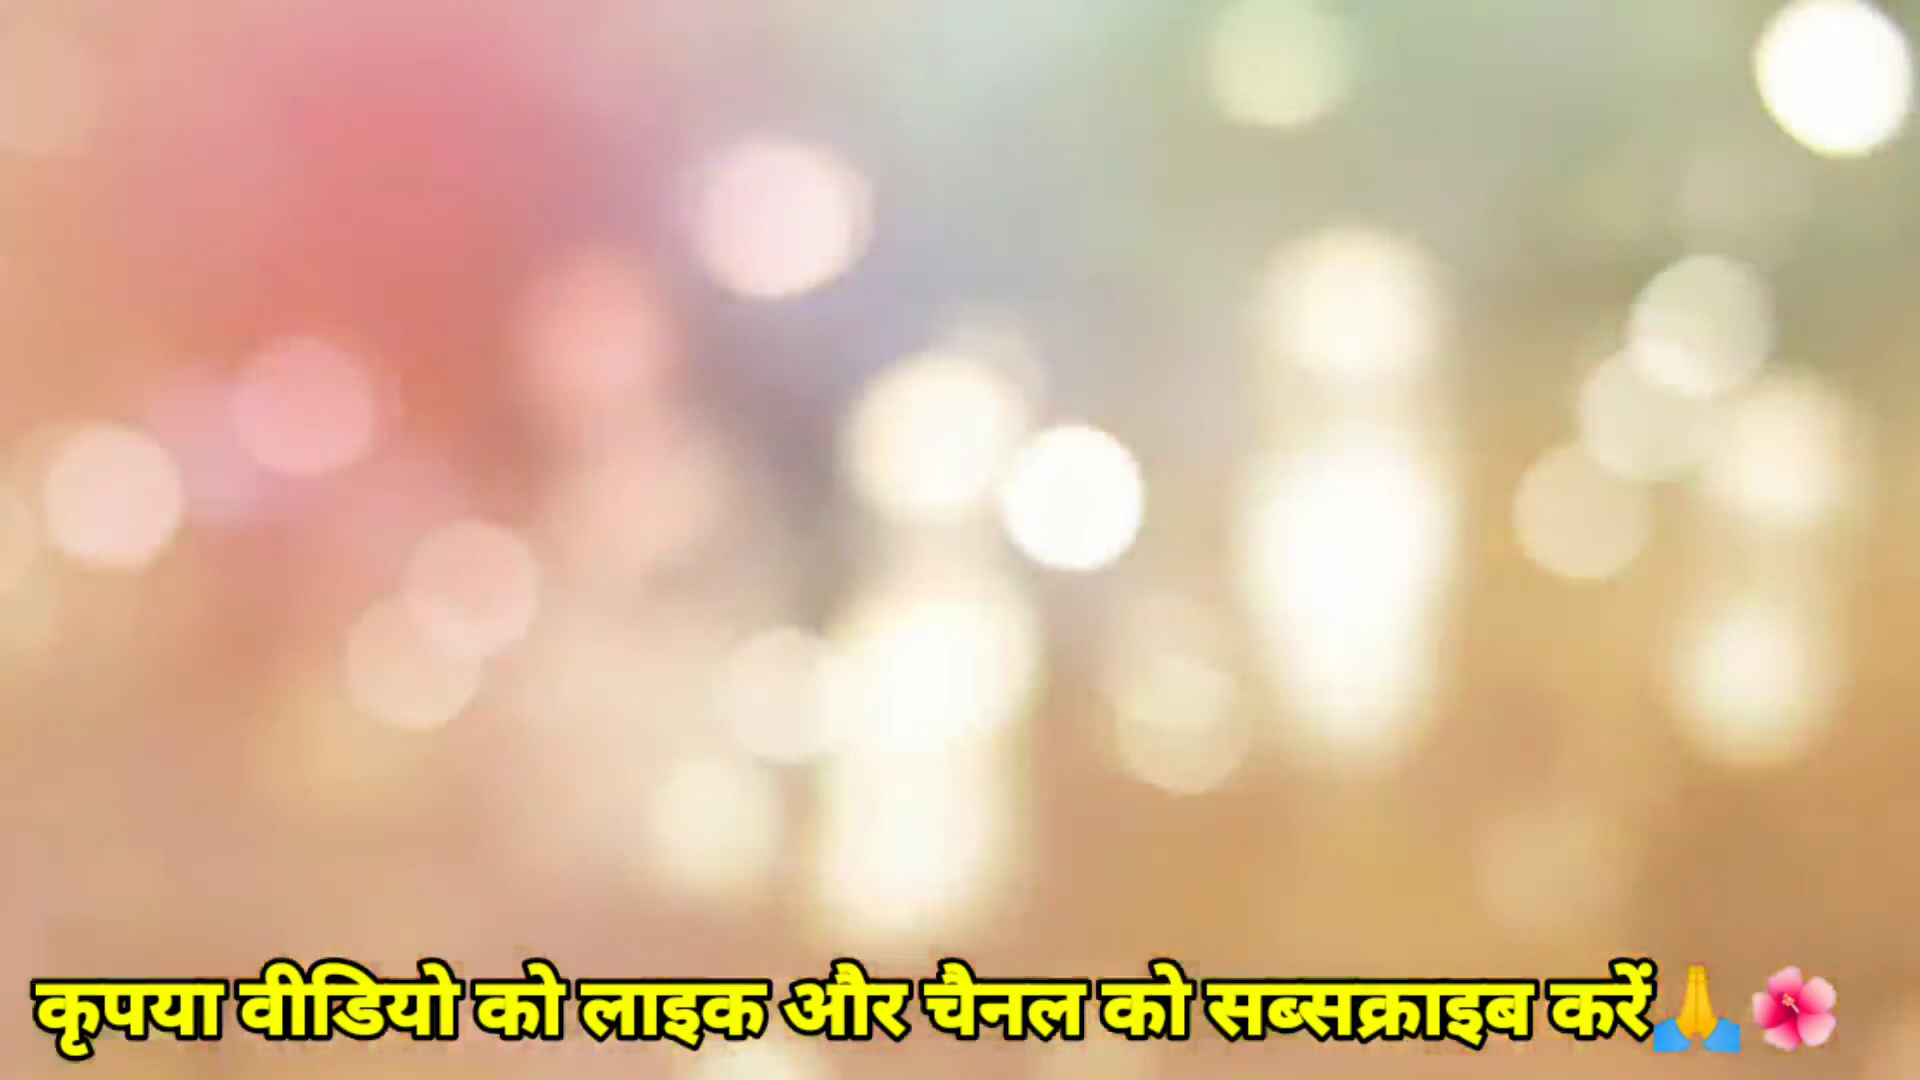 कृपया वीडियो को लाइक और चैनल को सब्सक्राइब करें🙏🌺